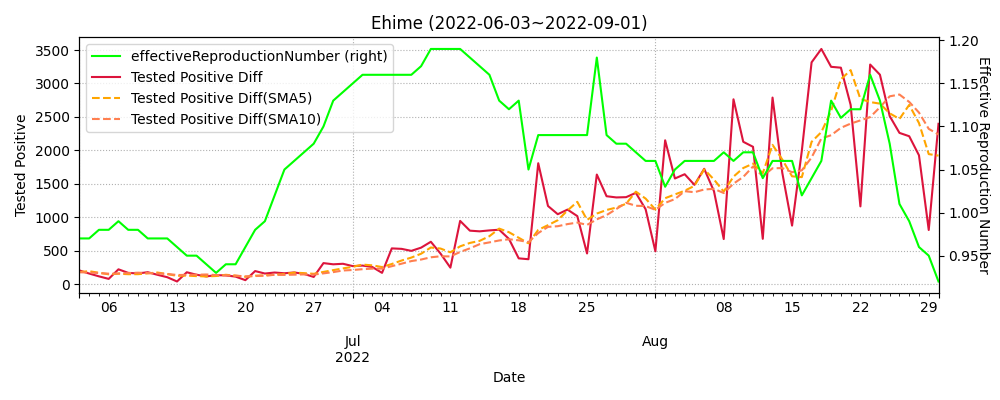 Ehime (2022-06-03~2022-09-01)
effectiveReproductionNumber (right)
Tested Positive Diff
Tested Positive Diff(SMA5)
Tested Positive Diff(SMA10)
3500
3000
2500
2000
1500
1000
500
0
Tested Positive
1.20
1.15
1.10
1.05
1.00
0.95
Effective Reproduction Number
06 13 20 27 04 11 18 25 08 15 22 29
Jul Aug
2022
Date